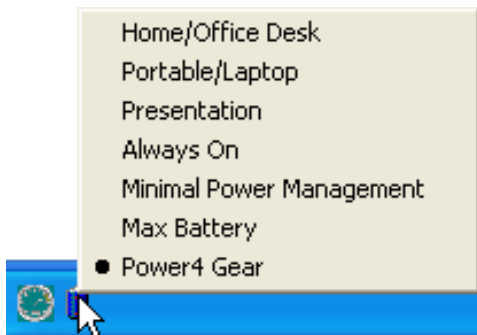 Home/Office Desk
Portable/Laptop
Presentation
Always On
Minimal Power Management
Max Battery
Power4 Gear